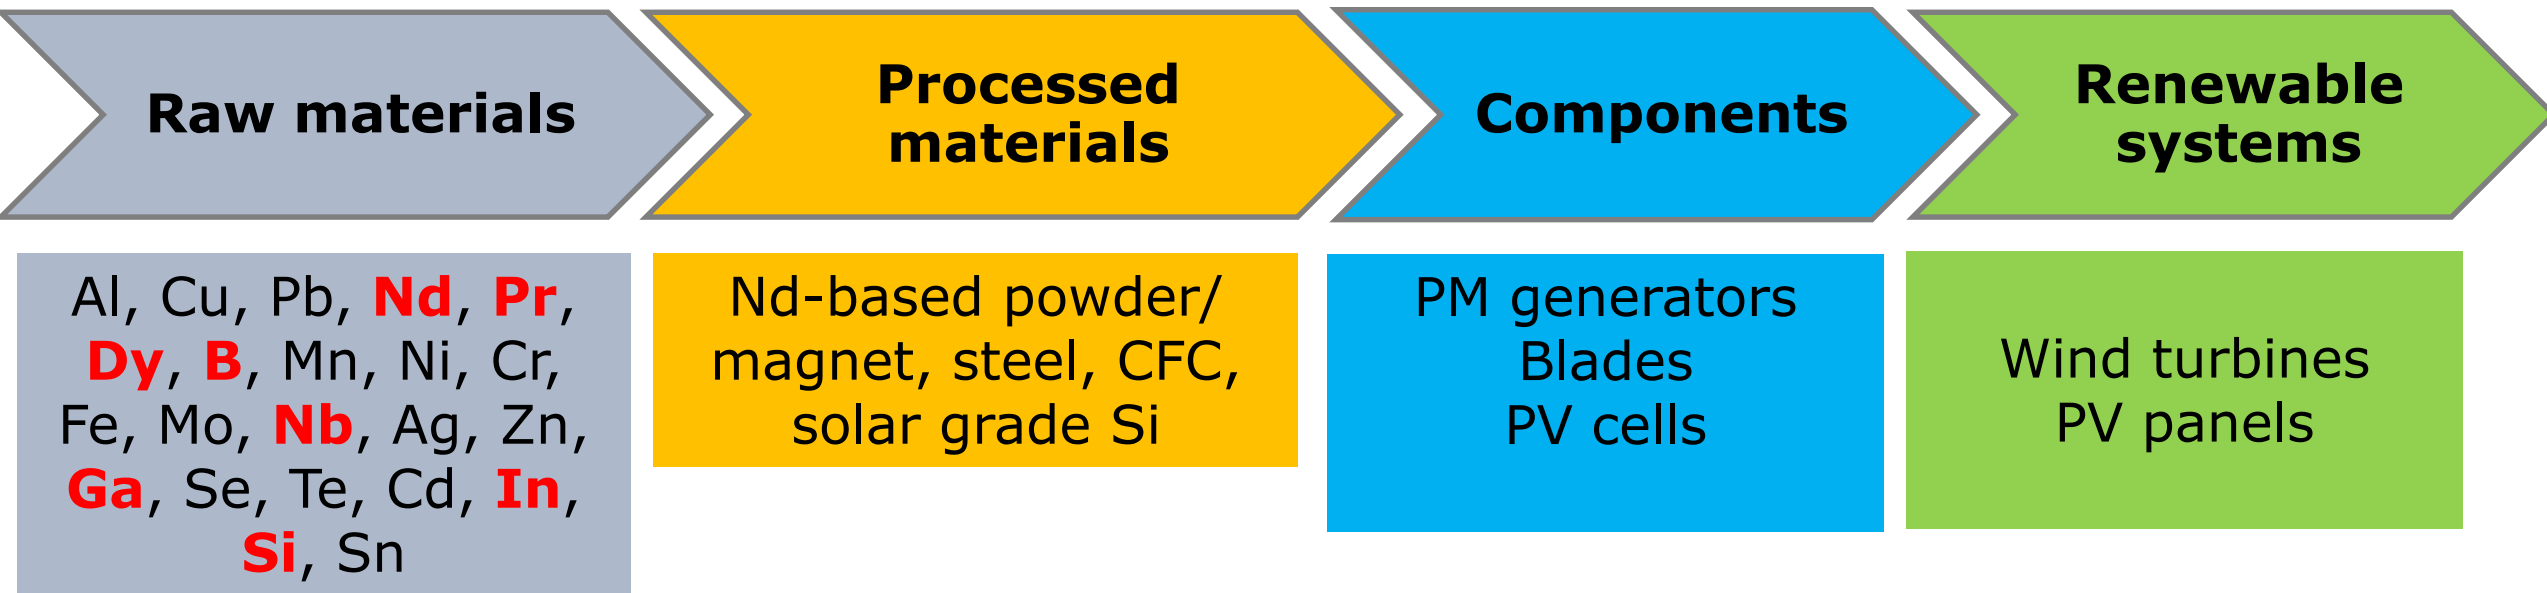 Raw materials
Processed
materials
Components
Renewable
systems
Al, Cu, Pb, Nd, Pr,
Dy, B, Mn, Ni, Cr,
Fe, Mo, Nb, Ag, Zn,
Ga, Se, Te, Cd, In,
Si, Sn
Nd-based powder/
magnet, steel, CFC,
solar grade Si
PM generators
Blades
PV cells
Wind turbines
PV panels